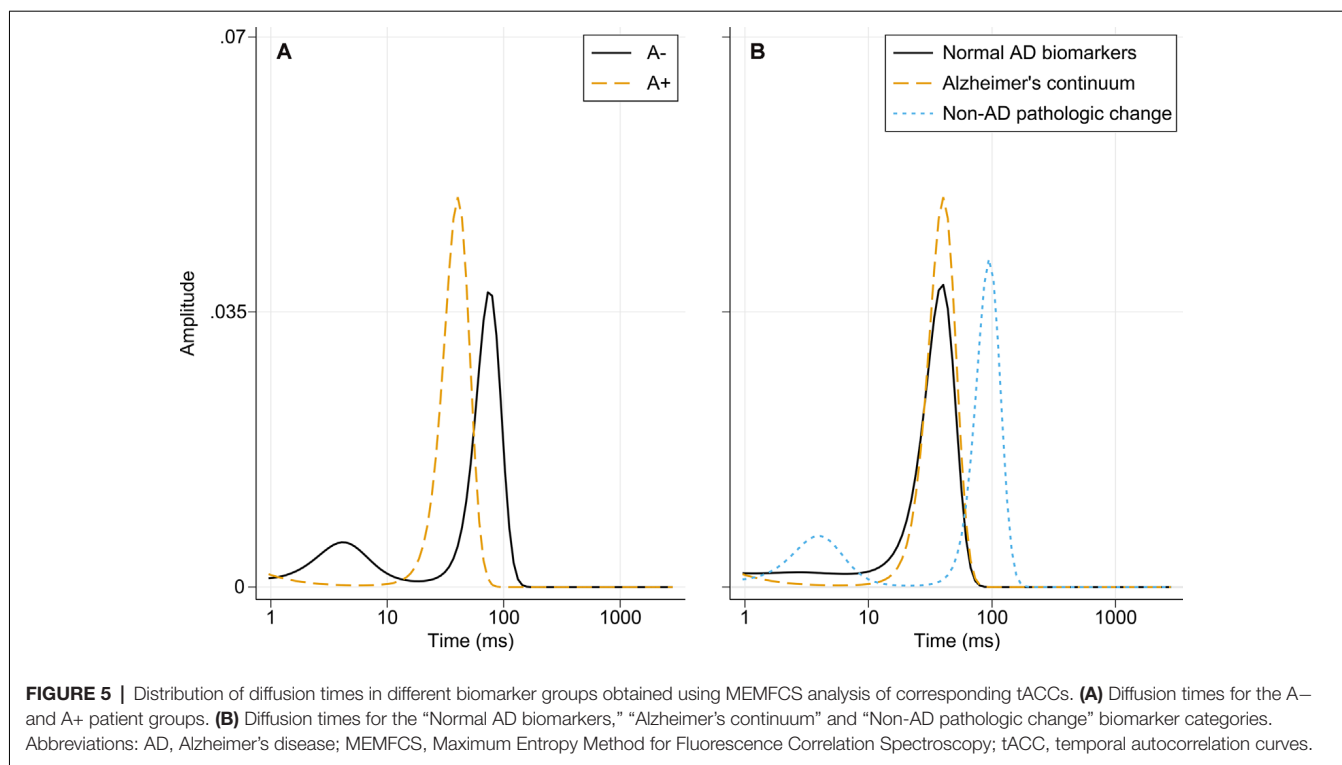 .07
A
A-
A+
B
Normal AD biomarkers
Alzheimer's continuum
Non-AD pathologic change
Amplitude
.035
0
1 10 100 1000
Time (ms)
1 10 100 1000
Time (ms)
FIGURE 5 | Distribution of diffusion times in different biomarker groups obtained using MEMFCS analysis of corresponding tACCs. (A) Diffusion times for the A−
and A+ patient groups. (B) Diffusion times for the “Normal AD biomarkers,” “Alzheimer’s continuum” and “Non-AD pathologic change” biomarker categories.
Abbreviations: AD, Alzheimer’s disease; MEMFCS, Maximum Entropy Method for Fluorescence Correlation Spectroscopy; tACC, temporal autocorrelation curves.